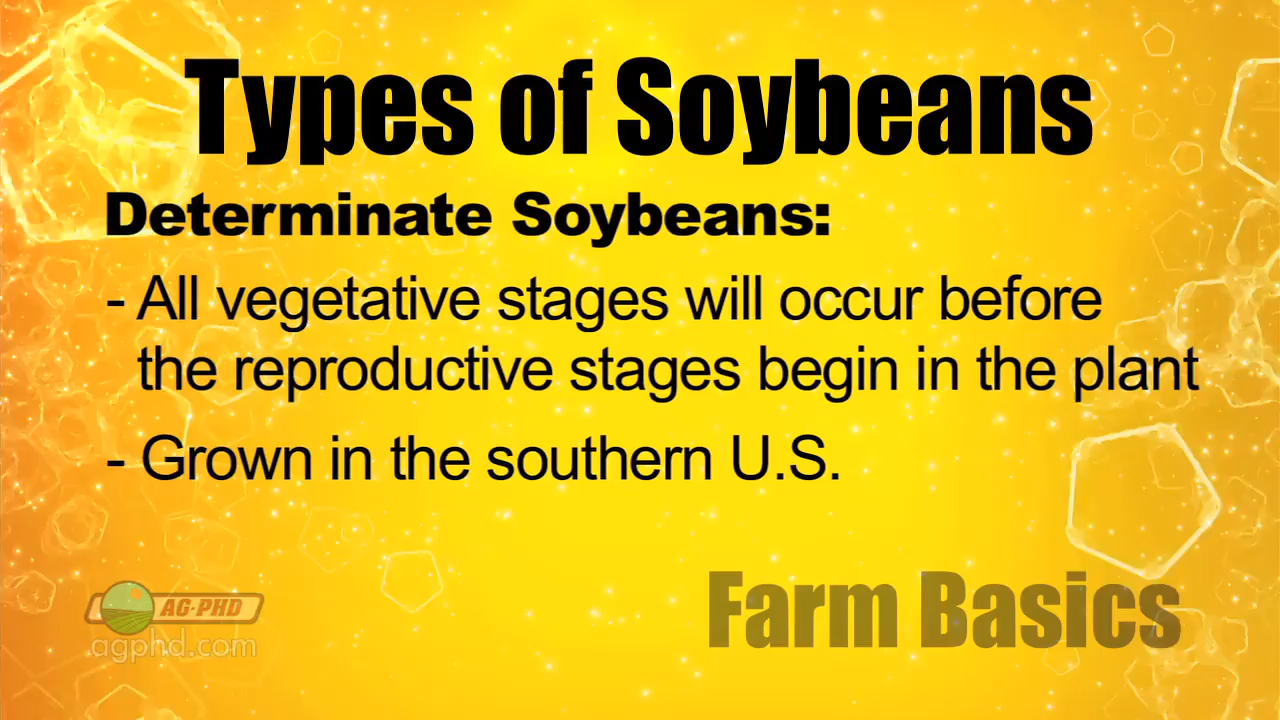 Types of Soybeans
Determinate Soybeans:
- All vegetative stages will occur before
the reproductive stages begin in the plant
- Grown in the southern U.S.
AG-PHD
agphd.com
Farm Basics